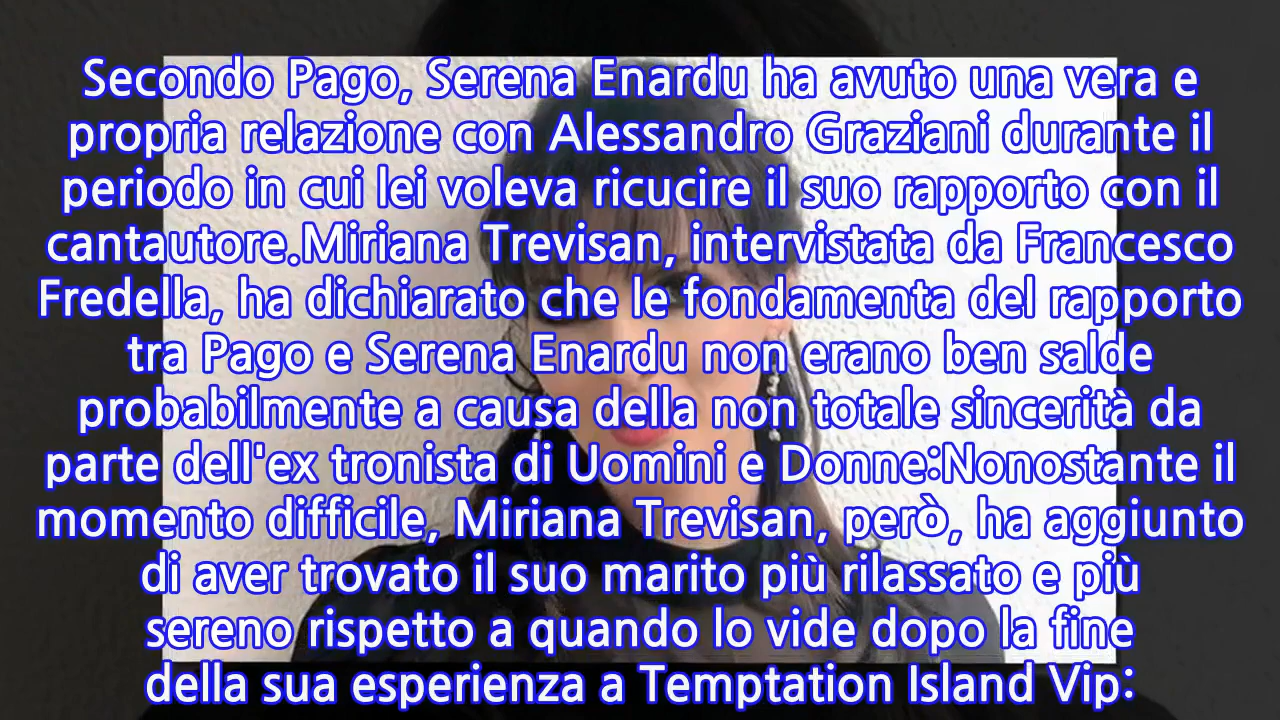 Secondo Pago, Serena Enardu ha avuto una vera e
propria relazione con Alessandro Graziani durante il
periodo in cui lei voleva ricucire il suo rapporto con il
cantautore.Miriana Trevisan, intervistata da Francesco
Fredella, ha dichiarato che le fondamenta del rapporto
tra Pago e Serena Enardu non erano ben salde
probabilmente a causa della non totale sincerità da
parte dell'ex tronista di Uomini e Donne:Nonostante il
momento difficile, Miriana Trevisan, però, ha aggiunto
di aver trovato il suo marito più rilassato e più
sereno rispetto a quando lo vide dopo la fine
della sua esperienza a Temptation Island Vip: